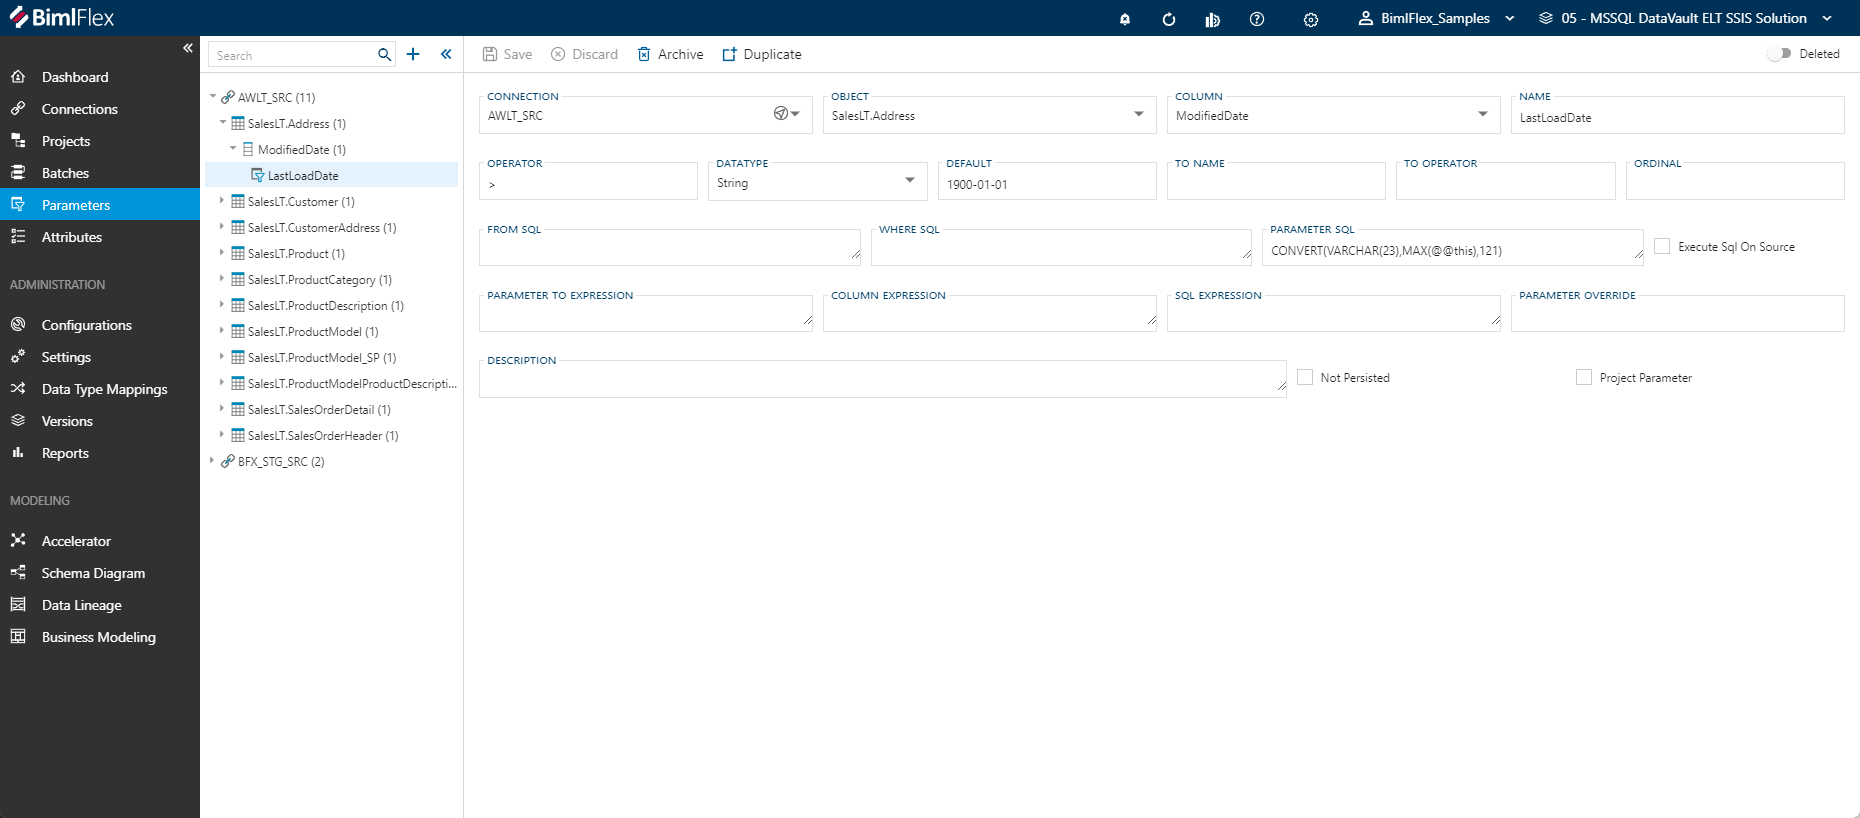 BimlFlex
BimlFlex_Samples
05 - MSSQL DataVault ELT SSIS Solution
Dashboard
Connections
Projects
Batches
Parameters
Attributes
ADMINISTRATION
Configurations
Settings
Data Type Mappings
Versions
Reports
MODELING
Accelerator
Schema Diagram
Data Lineage
Business Modeling
Search
AWLT_SRC (11)
SalesLT.Address (1)
ModifiedDate (1)
LastLoadDate
SalesLT.Customer (1)
SalesLT.CustomerAddress (1)
SalesLT.Product (1)
SalesLT.ProductCategory (1)
SalesLT.ProductDescription (1)
SalesLT.ProductModel (1)
SalesLT.ProductModel_SP (1)
SalesLT.ProductModelProductDescripti...
SalesLT.SalesOrderDetail (1)
SalesLT.SalesOrderHeader (1)
BFX_STG_SRC (2)
Save Discard Archive Duplicate Deleted
CONNECTION OBJECT COLUMN NAME
AWLT_SRC SalesLT.Address ModifiedDate LastLoadDate
OPERATOR DATATYPE DEFAULT TO NAME TO OPERATOR ORDINAL
> String 1900-01-01
FROM SQL WHERE SQL PARAMETER SQL
CONVERT(VARCHAR(23),MAX(@@this),121) Execute Sql On Source
PARAMETER TO EXPRESSION COLUMN EXPRESSION SQL EXPRESSION PARAMETER OVERRIDE
DESCRIPTION
Not Persisted Project Parameter